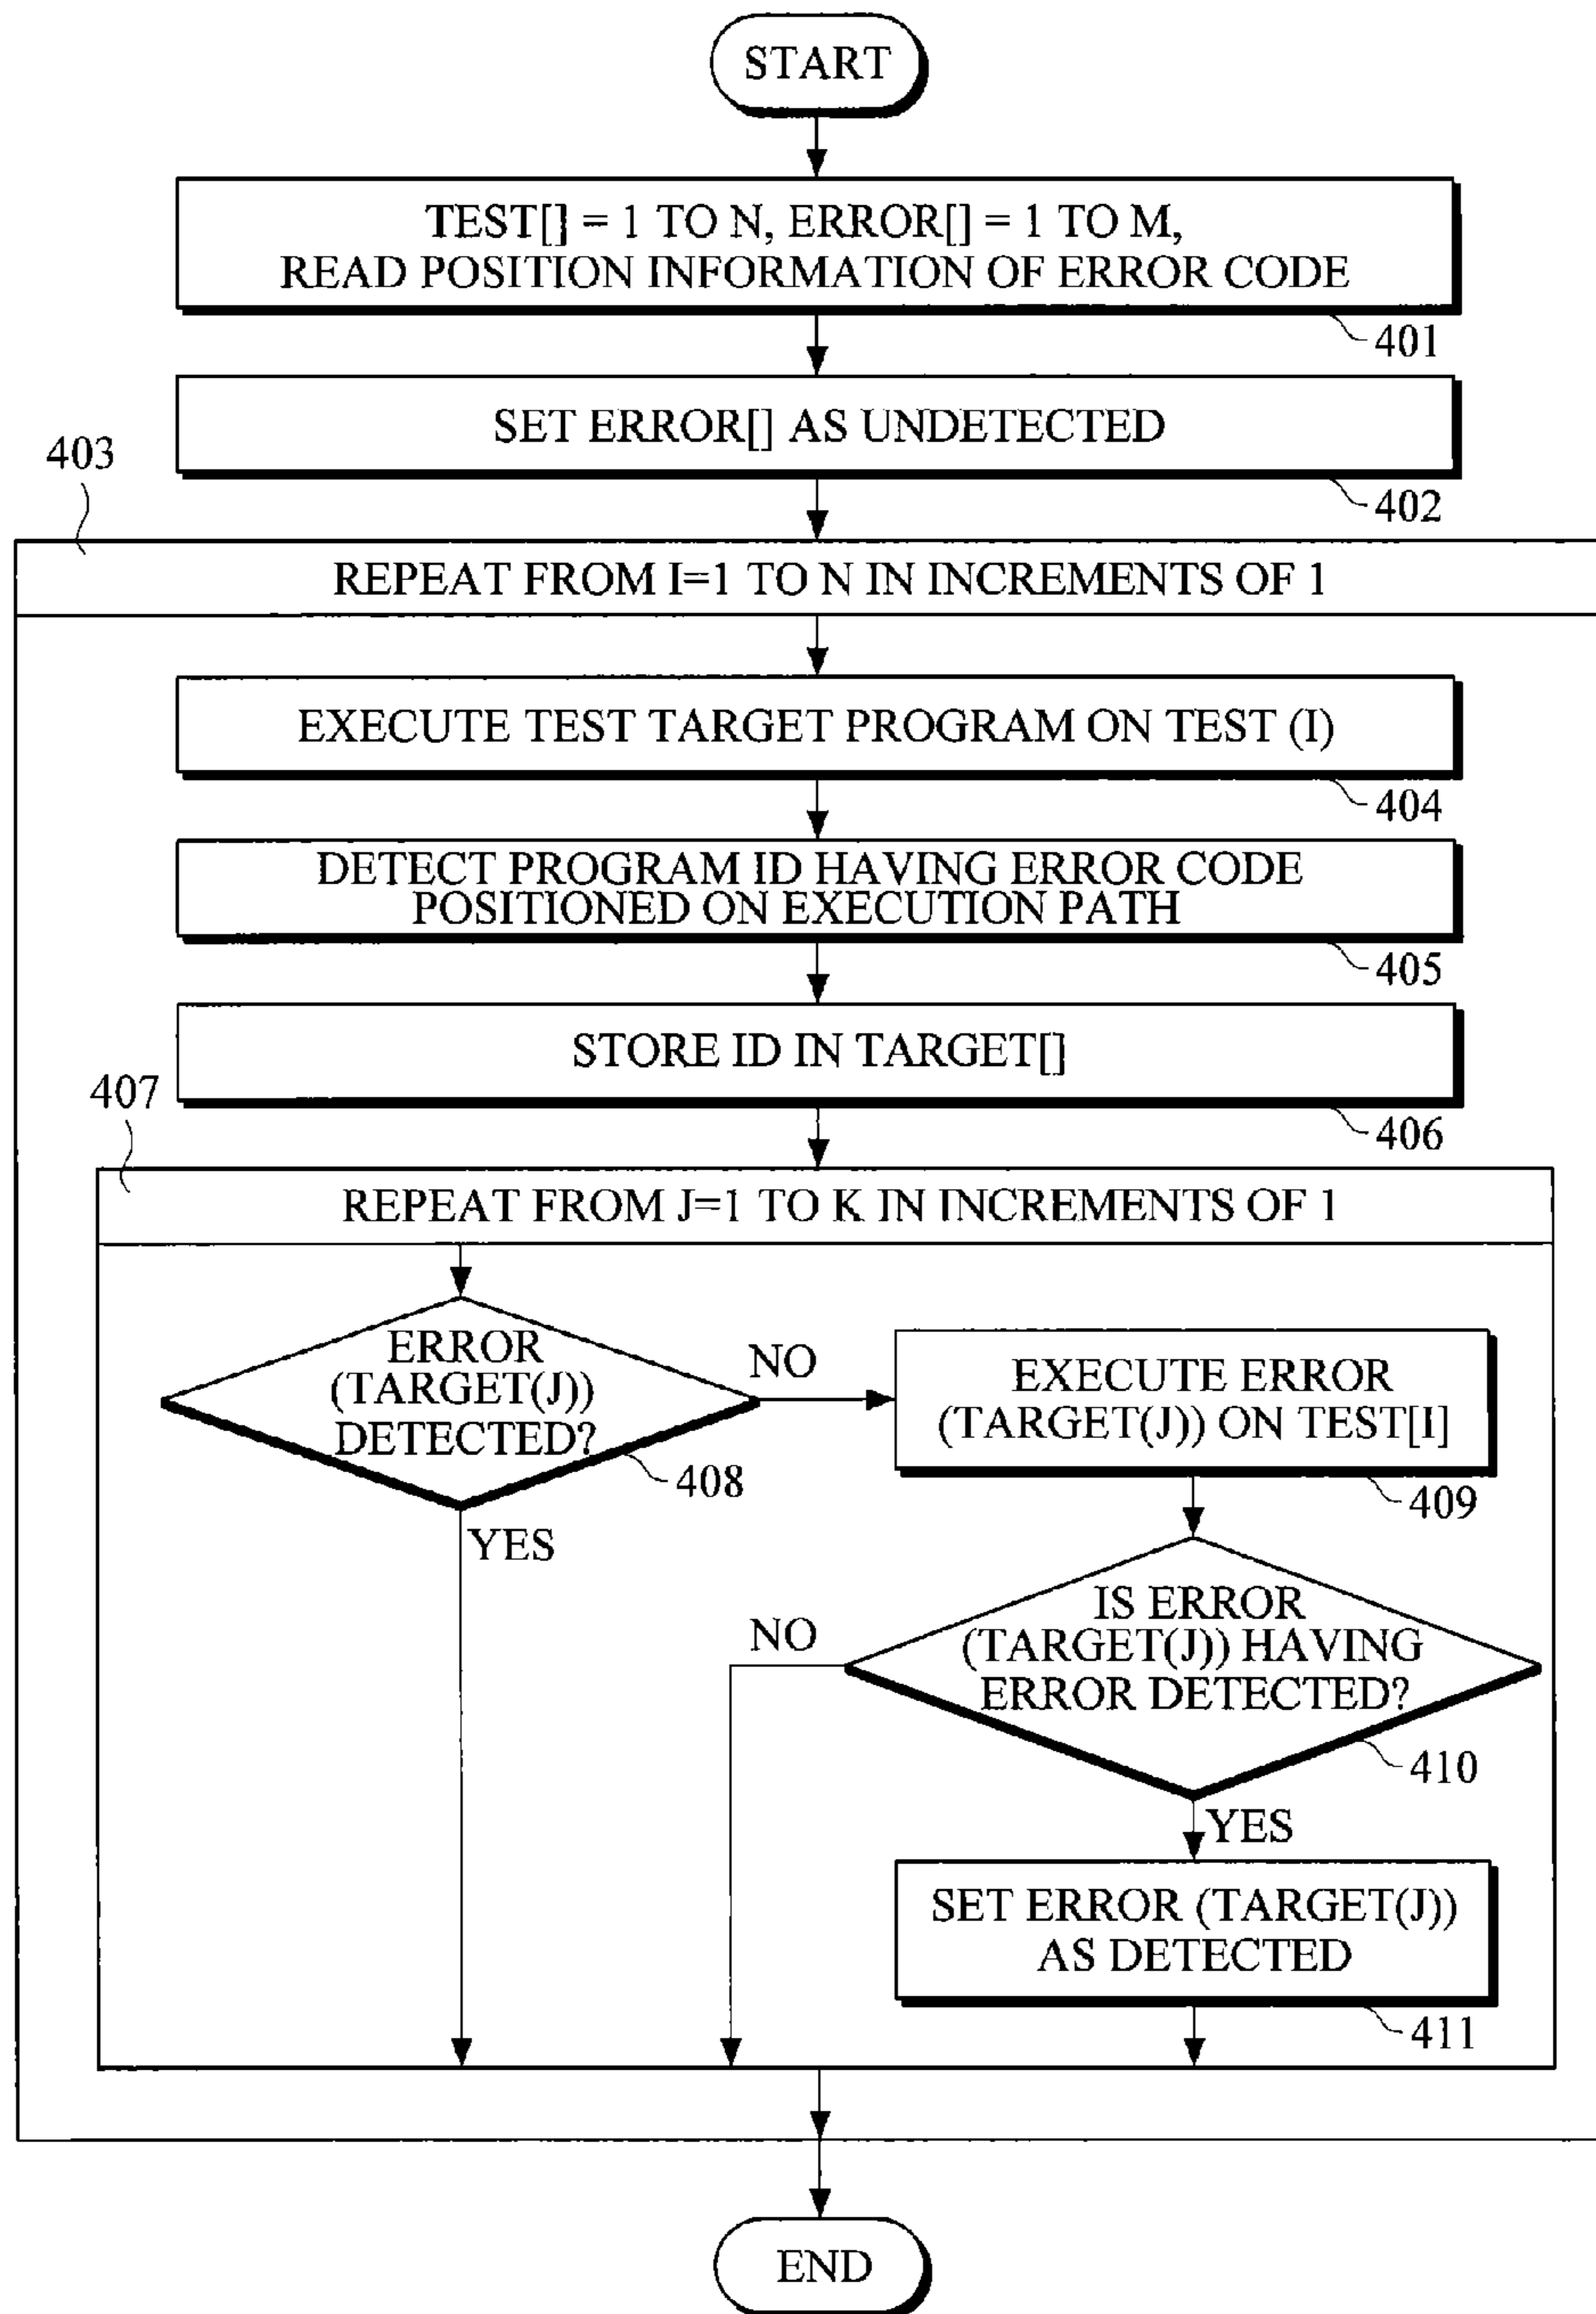 START
TEST[] = 1 TO N, ERROR[] = 1 TO M,
READ POSITION INFORMATION OF ERROR CODE
401
SET ERROR[] AS UNDETECTED
402
403
REPEAT FROM I=1 TO N IN INCREMENTS OF 1
EXECUTE TEST TARGET PROGRAM ON TEST (I)
404
DETECT PROGRAM ID HAVING ERROR CODE
POSITIONED ON EXECUTION PATH
405
STORE ID IN TARGET[]
406
407
REPEAT FROM J=1 TO K IN INCREMENTS OF 1
ERROR
(TARGET(J))
DETECTED?
408
NO
YES
EXECUTE ERROR
(TARGET(J)) ON TEST[I]
409
IS ERROR
(TARGET(J)) HAVING
ERROR DETECTED?
410
NO
YES
SET ERROR (TARGET(J))
AS DETECTED
411
END